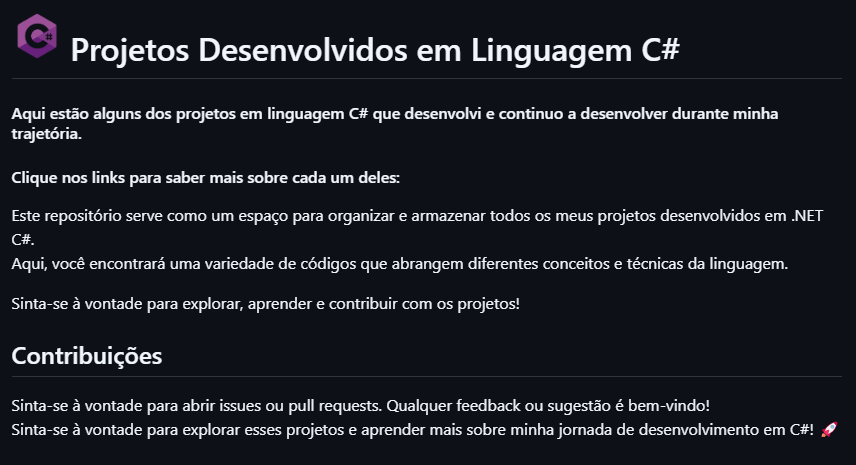 C#
Projetos Desenvolvidos em Linguagem C#
Aqui estão alguns dos projetos em linguagem C# que desenvolvi e continuo a desenvolver durante minha
trajetória.
Clique nos links para saber mais sobre cada um deles:
Este repositório serve como um espaço para organizar e armazenar todos os meus projetos desenvolvidos em .NET
C#.
Aqui, você encontrará uma variedade de códigos que abrangem diferentes conceitos e técnicas da linguagem.
Sinta-se à vontade para explorar, aprender e contribuir com os projetos!
Contribuições
Sinta-se à vontade para abrir issues ou pull requests. Qualquer feedback ou sugestão é bem-vindo!
Sinta-se à vontade para explorar esses projetos e aprender mais sobre minha jornada de desenvolvimento em C#! 🚀